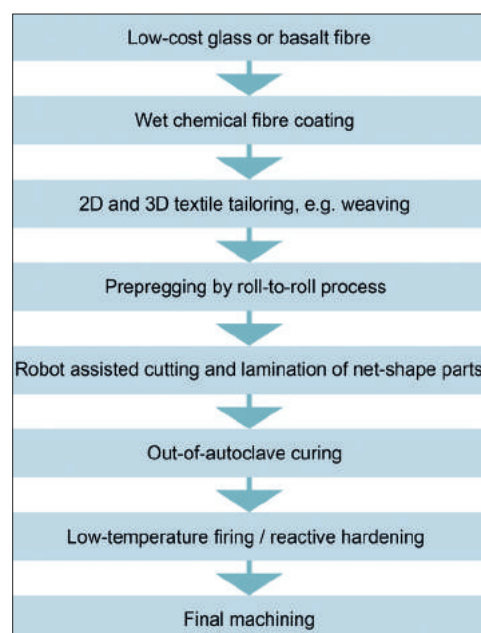 Low-cost glass or basalt fibre
Wet chemical fibre coating
2D and 3D textile tailoring, e.g. weaving
Prepregging by roll-to-roll process
Robot assisted cutting and lamination of net-shape parts
Out-of-autoclave curing
Low-temperature firing / reactive hardening
Final machining